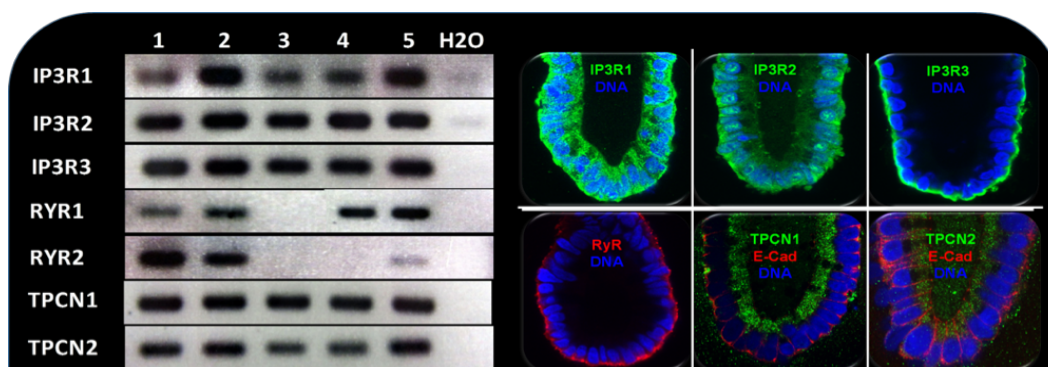 1 2 3 4 5 H2O
IP3R1
IP3R2
IP3R3
RYR1
RYR2
TPCN1
TPCN2
IP3R1
DNA
IP3R2
DNA
IP3R3
DNA
RyR
DNA
TPCN1
E-Cad
DNA
TPCN2
E-Cad
DNA